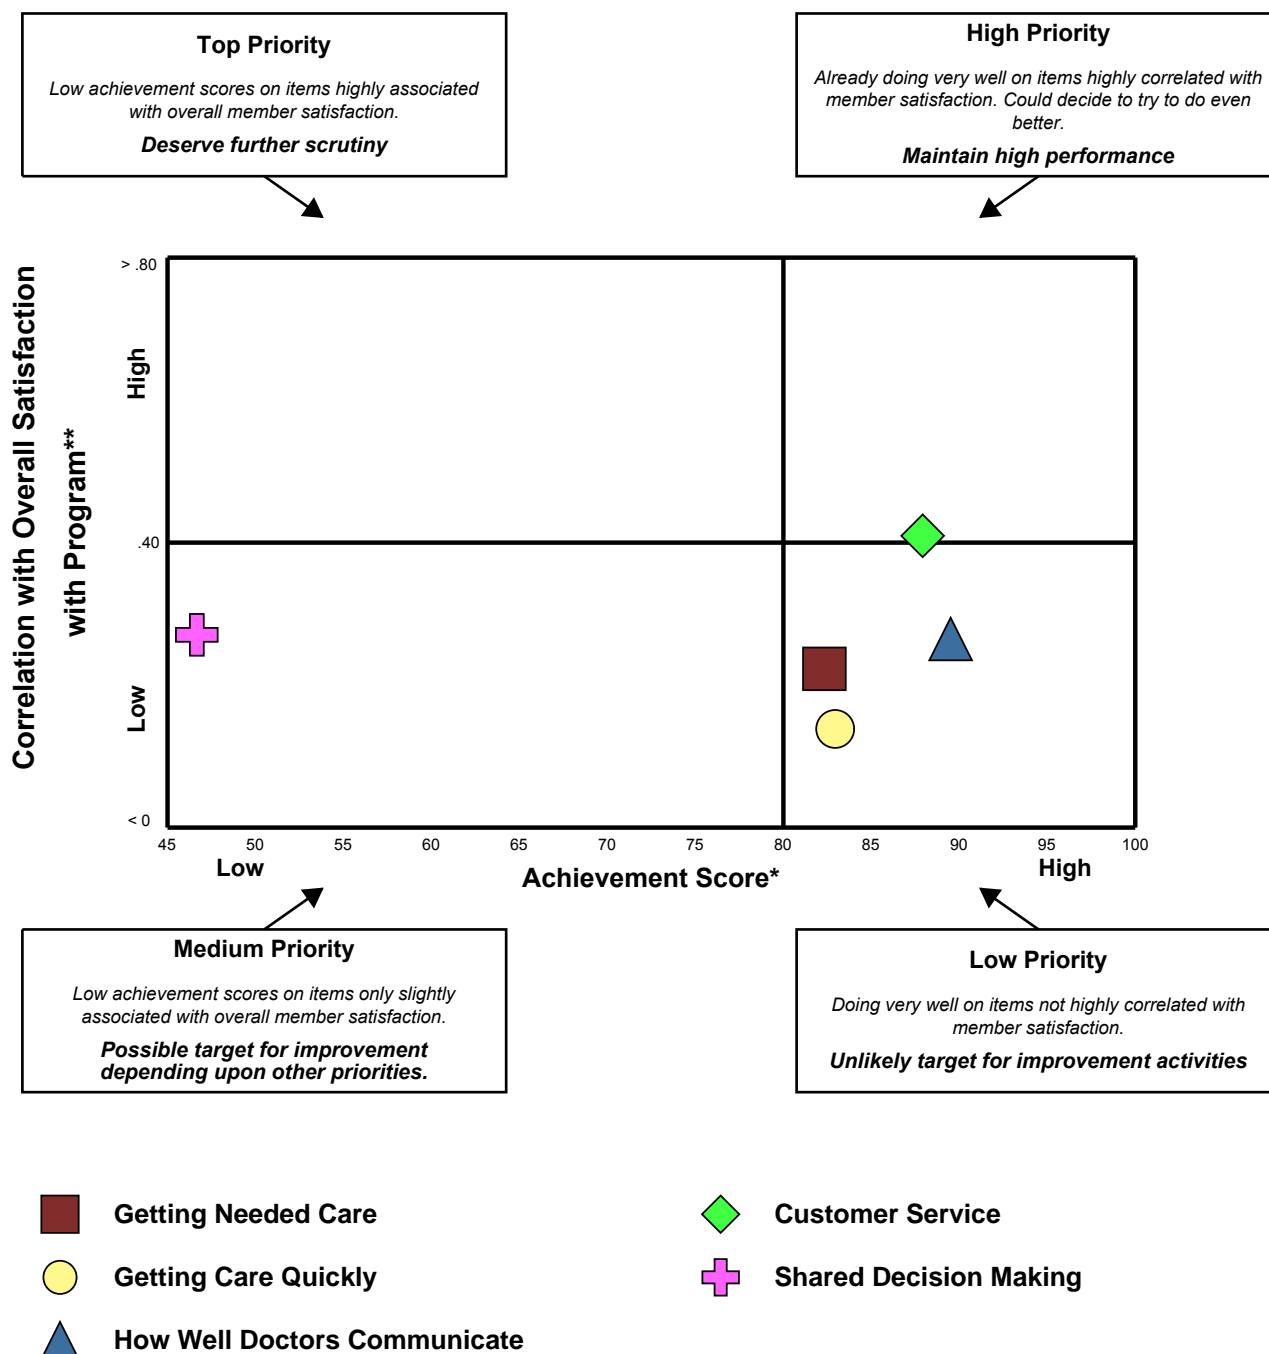 Top Priority
Low achievement scores on items highly associated
with overall member satisfaction.
Deserve further scrutiny
High Priority
Already doing very well on items highly correlated with
member satisfaction. Could decide to try to do even
better.
Maintain high performance
Correlation with Overall Satisfaction
with Program**
> .80
High
.40
Low
< 0
45 50 55 60 65 70 75 80 85 90 95 100
Low
Achievement Score*
High
Medium Priority
Low achievement scores on items only slightly
associated with overall member satisfaction.
Possible target for improvement
depending upon other priorities.
Low Priority
Doing very well on items not highly correlated with
member satisfaction.
Unlikely target for improvement activities
Getting Needed Care
Customer Service
Getting Care Quickly
Shared Decision Making
How Well Doctors Communicate